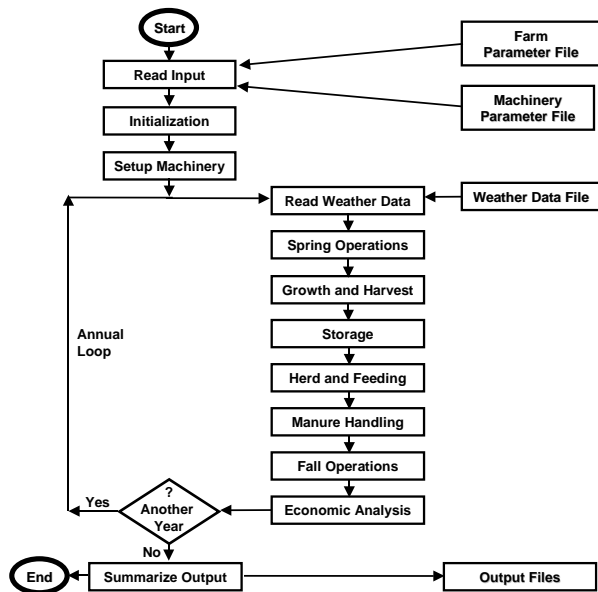 Start
Farm
Parameter File
Read Input
Machinery
Parameter File
Initialization
Setup Machinery
Read Weather Data
Weather Data File
Spring Operations
Growth and Harvest
Annual
Loop
Storage
Herd and Feeding
Manure Handling
Fall Operations
?
Another
Year
Yes
Economic Analysis
No
End
Summarize Output
Output Files